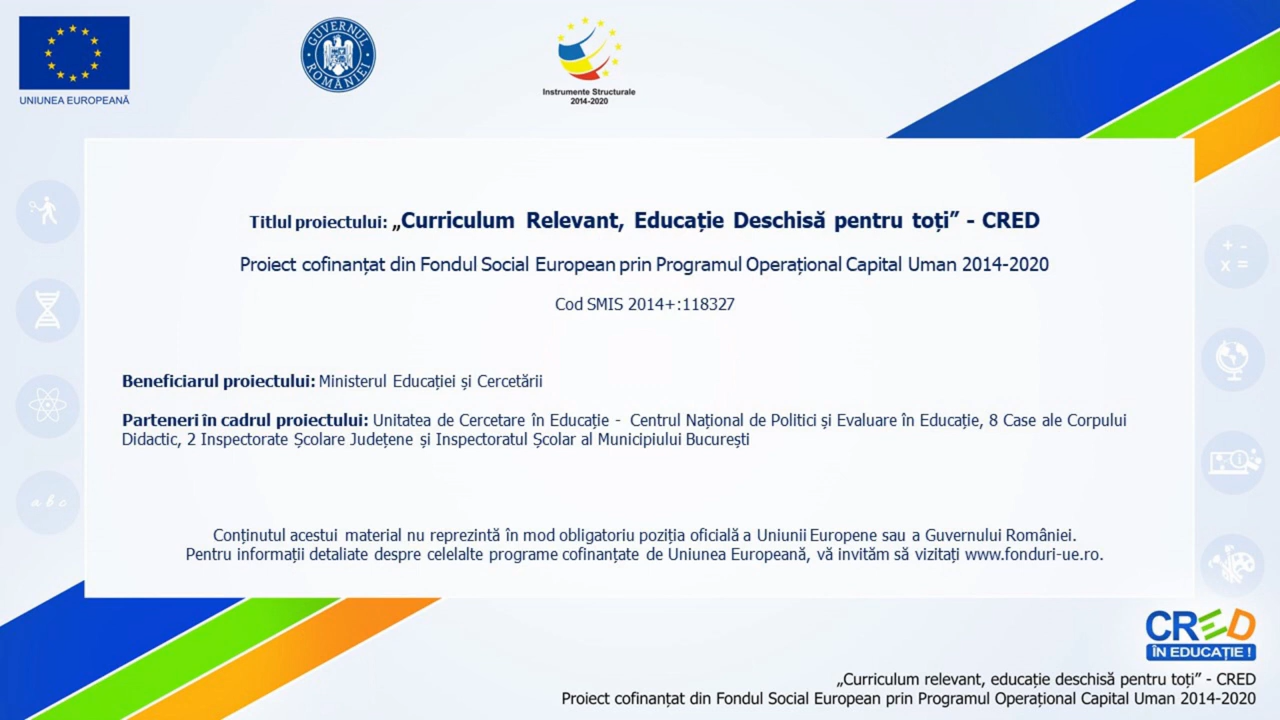 UNIUNEA EUROPEANĂ
GUVERNUL ROMÂNIEI
Instrumente Structurale
2014-2020
Titlul proiectului: „Curriculum Relevant, Educație Deschisă pentru toți” - CRED
Proiect cofinanțat din Fondul Social European prin Programul Operațional Capital Uman 2014-2020
Cod SMIS 2014+:118327
Beneficiarul proiectului: Ministerul Educației și Cercetării
Parteneri în cadrul proiectului: Unitatea de Cercetare în Educație - Centrul Național de Politici și Evaluare în Educație, 8 Case ale Corpului
Didactic, 2 Inspectorate Școlare Județene și Inspectoratul Școlar al Municipiului București
Conținutul acestui material nu reprezintă în mod obligatoriu poziția oficială a Uniunii Europene sau a Guvernului României.
Pentru informații detaliate despre celelalte programe cofinanțate de Uniunea Europeană, vă invităm să vizitați www.fonduri-ue.ro.
+ -
x =
a b c
CRED
ÎN EDUCAȚIE !
„Curriculum relevant, educație deschisă pentru toți” - CRED
Proiect cofinanțat din Fondul Social European prin Programul Operațional Capital Uman 2014-2020